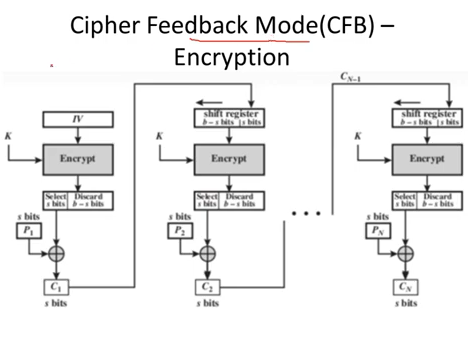 Cipher Feedback Mode(CFB) –
Encryption
C_{N-1}
IV
shift register
b – s bits | s bits
shift register
b – s bits | s bits
K
K
K
Encrypt
Encrypt
Encrypt
Select Discard
s bits b – s bits
Select Discard
s bits b – s bits
Select Discard
s bits b – s bits
s bits
P_1
s bits
P_2
s bits
P_N
C_1
C_2
C_N
s bits
s bits
s bits